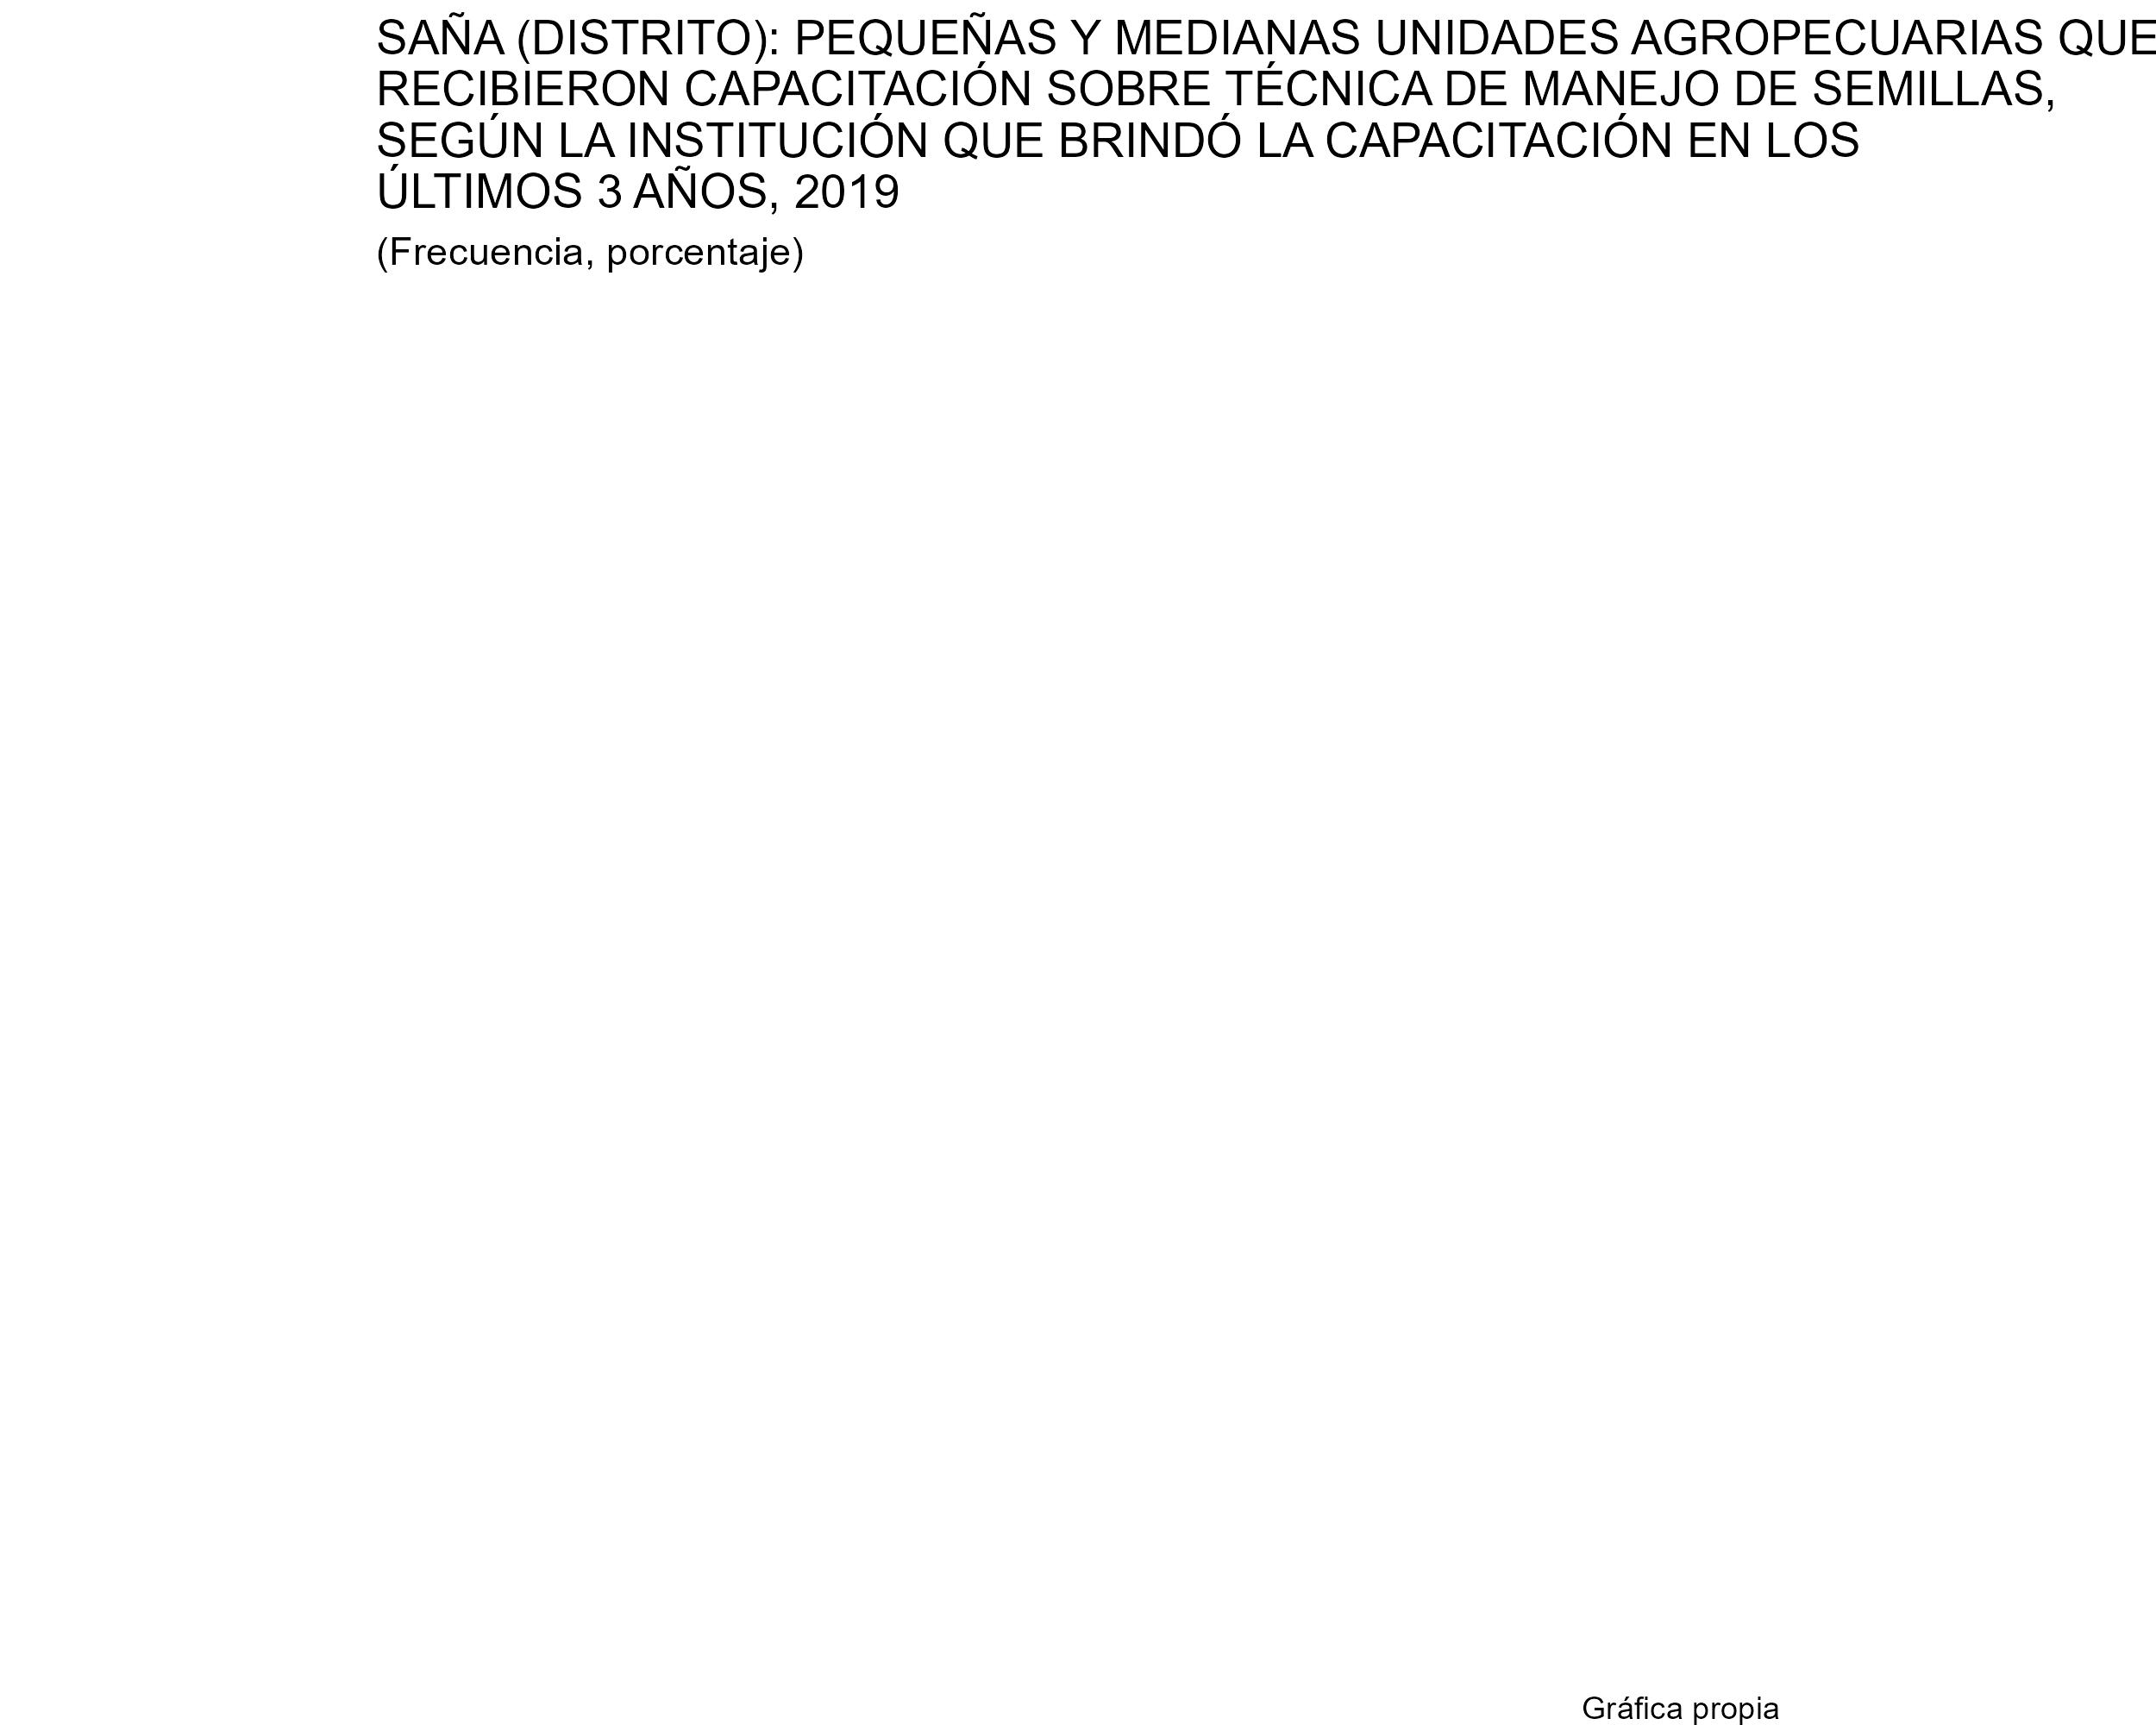 SAÑA (DISTRITO): PEQUEÑAS Y MEDIANAS UNIDADES AGROPECUARIAS QUE
RECIBIERON CAPACITACIÓN SOBRE TÉCNICA DE MANEJO DE SEMILLAS,
SEGÚN LA INSTITUCIÓN QUE BRINDÓ LA CAPACITACIÓN EN LOS
ÚLTIMOS 3 AÑOS, 2019
(Frecuencia, porcentaje)
Gráfica propia